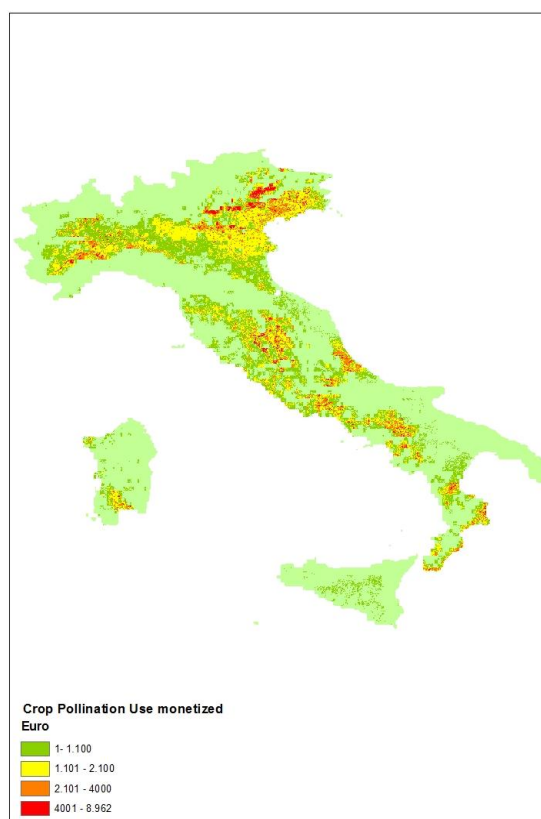 Crop Pollination Use monetized
Euro
1- 1.100
1.101 - 2.100
2.101 - 4000
4001 - 8.962